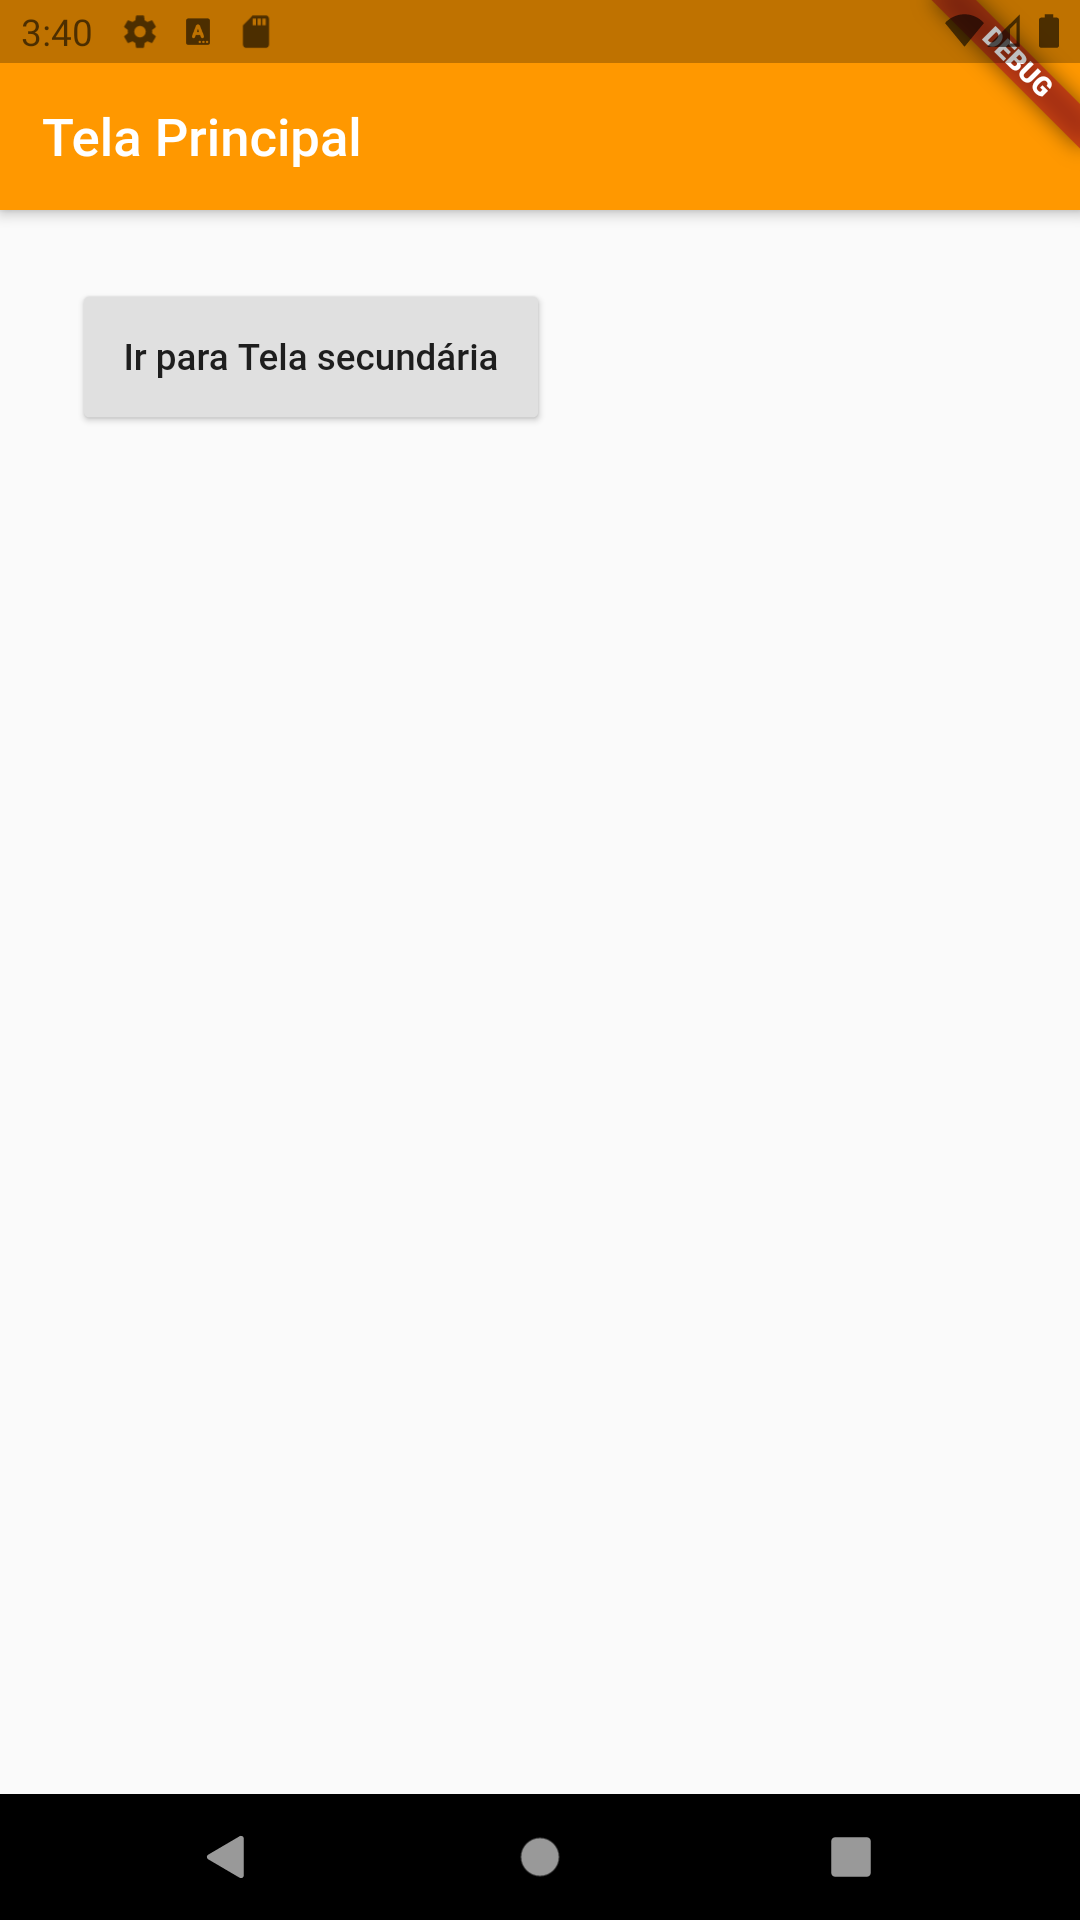 3:40
DEBUG
Tela Principal
Ir para Tela secundária